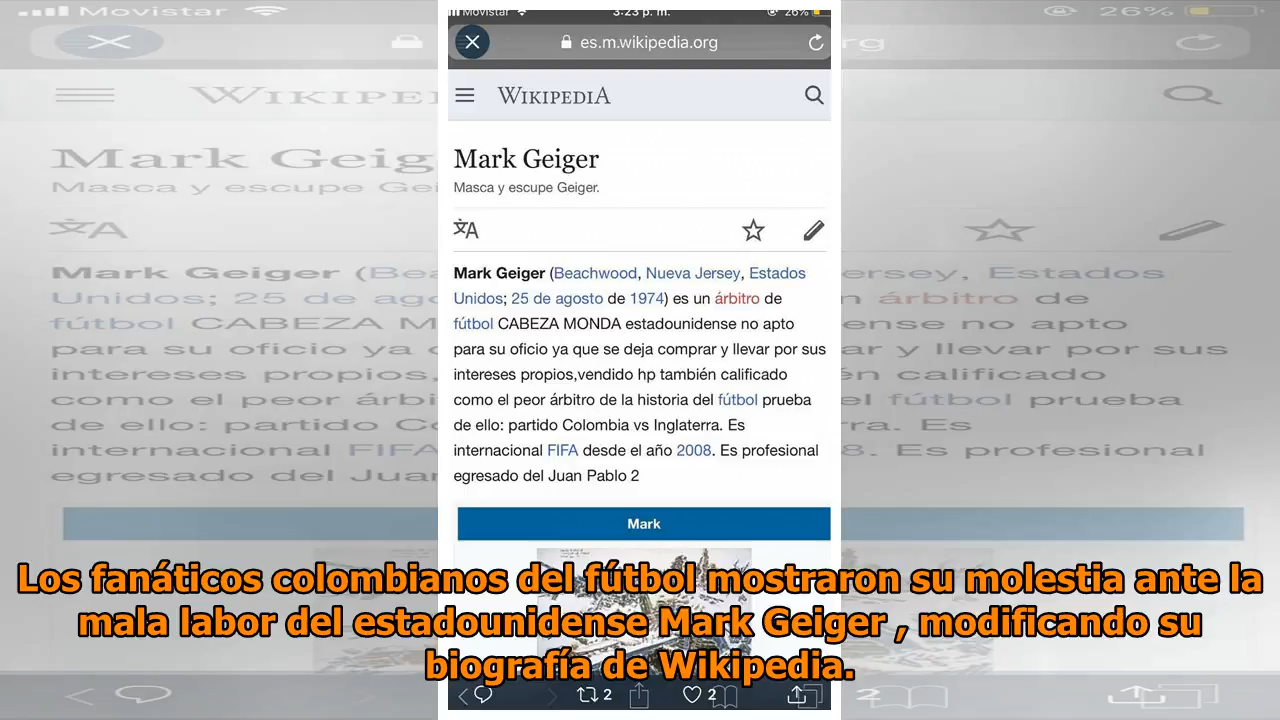 Movistar
3:23 p. m.
26%
es.m.wikipedia.org
WIKIPEDIA
Mark Geiger
Masca y escupe Geiger.
Mark Geiger (Beachwood, Nueva Jersey, Estados
Unidos; 25 de agosto de 1974) es un árbitro de
fútbol CABEZA MONDA estadounidense no apto
para su oficio ya que se deja comprar y llevar por sus
intereses propios,vendido hp también calificado
como el peor árbitro de la historia del fútbol prueba
de ello: partido Colombia vs Inglaterra. Es
internacional FIFA desde el año 2008. Es profesional
egresado del Juan Pablo 2
Mark
Los fanáticos colombianos del fútbol mostraron su molestia ante la
mala labor del estadounidense Mark Geiger , modificando su
biografía de Wikipedia.
2
2